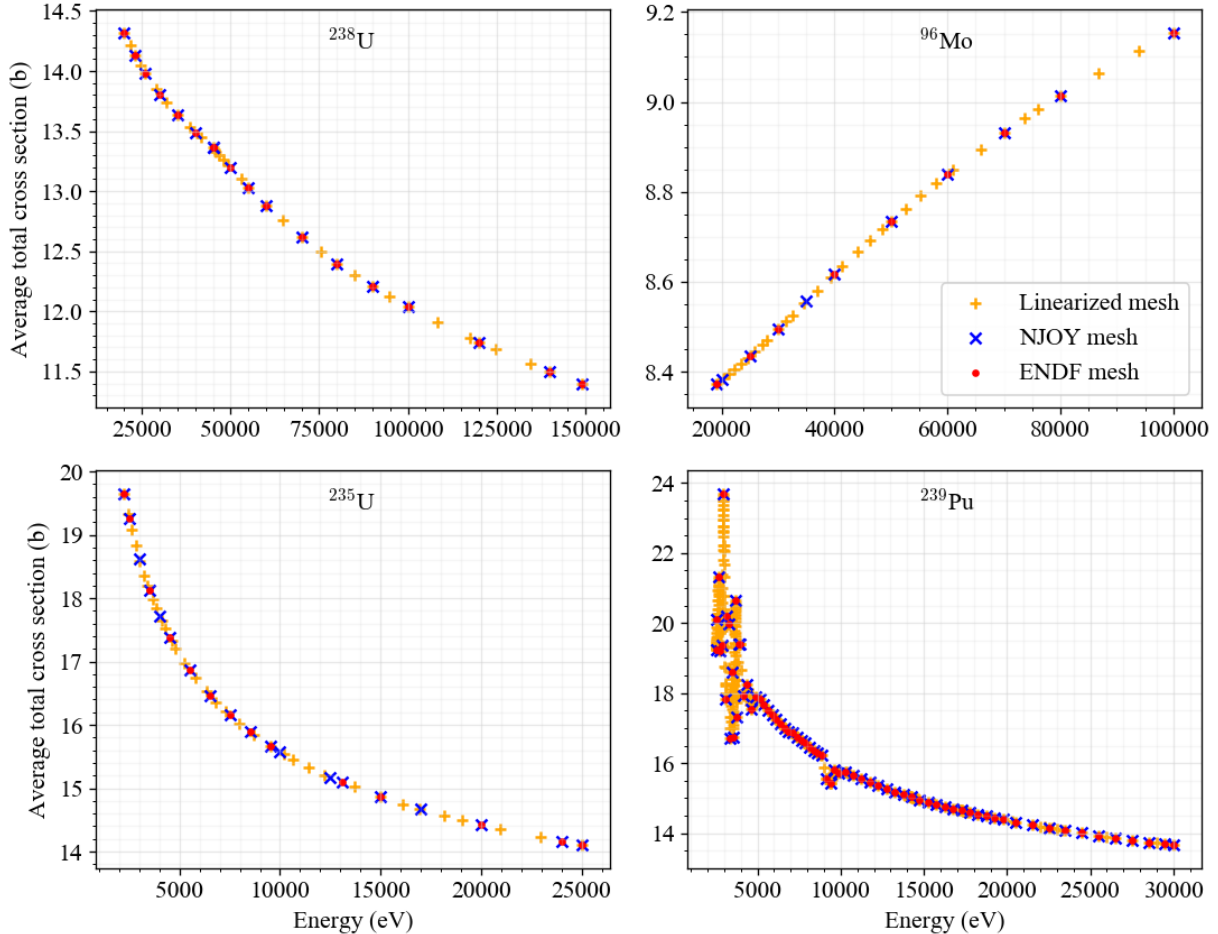 14.5
14.0
13.5
13.0
12.5
12.0
11.5
Average total cross section (b)
²³⁸U
25000 50000 75000 100000 125000 150000
9.2
9.0
8.8
8.6
8.4
⁹⁶Mo
Linearized mesh
NJOY mesh
ENDF mesh
20000 40000 60000 80000 100000
20
19
18
17
16
15
14
Average total cross section (b)
²³⁵U
5000 10000 15000 20000 25000
Energy (eV)
24
22
20
18
16
14
²³⁹Pu
5000 10000 15000 20000 25000 30000
Energy (eV)